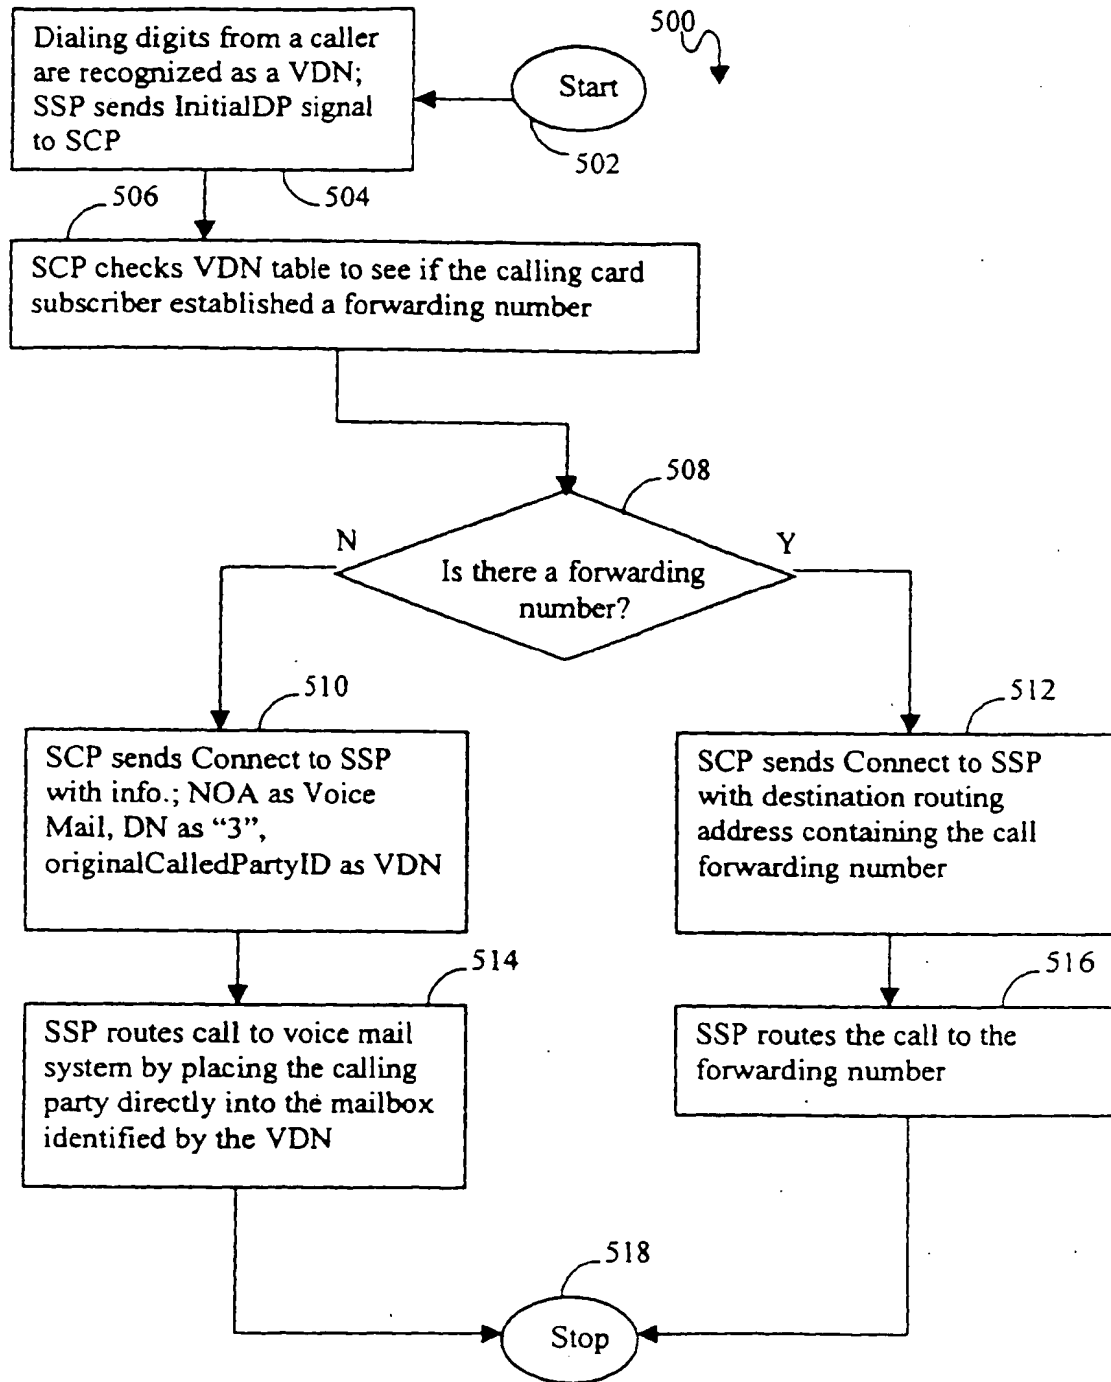 500
Dialing digits from a caller
are recognized as a VDN;
SSP sends InitialDP signal
to SCP
Start
502
504
506
SCP checks VDN table to see if the calling card
subscriber established a forwarding number
508
N
Y
Is there a forwarding
number?
510
SCP sends Connect to SSP
with info.; NOA as Voice
Mail, DN as “3”,
originalCalledPartyID as VDN
512
SCP sends Connect to SSP
with destination routing
address containing the call
forwarding number
514
SSP routes call to voice mail
system by placing the calling
party directly into the mailbox
identified by the VDN
516
SSP routes the call to the
forwarding number
518
Stop